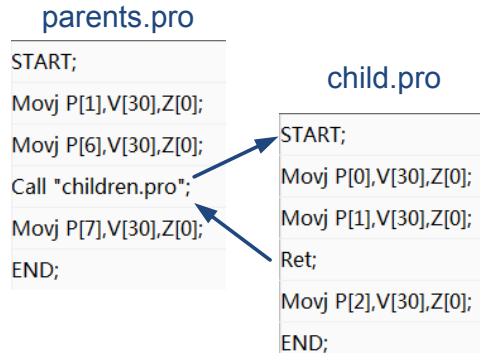 parents.pro
START;
Movj P[1],V[30],Z[0];
Movj P[6],V[30],Z[0];
Call "children.pro";
Movj P[7],V[30],Z[0];
END;
child.pro
START;
Movj P[0],V[30],Z[0];
Movj P[1],V[30],Z[0];
Ret;
Movj P[2],V[30],Z[0];
END;